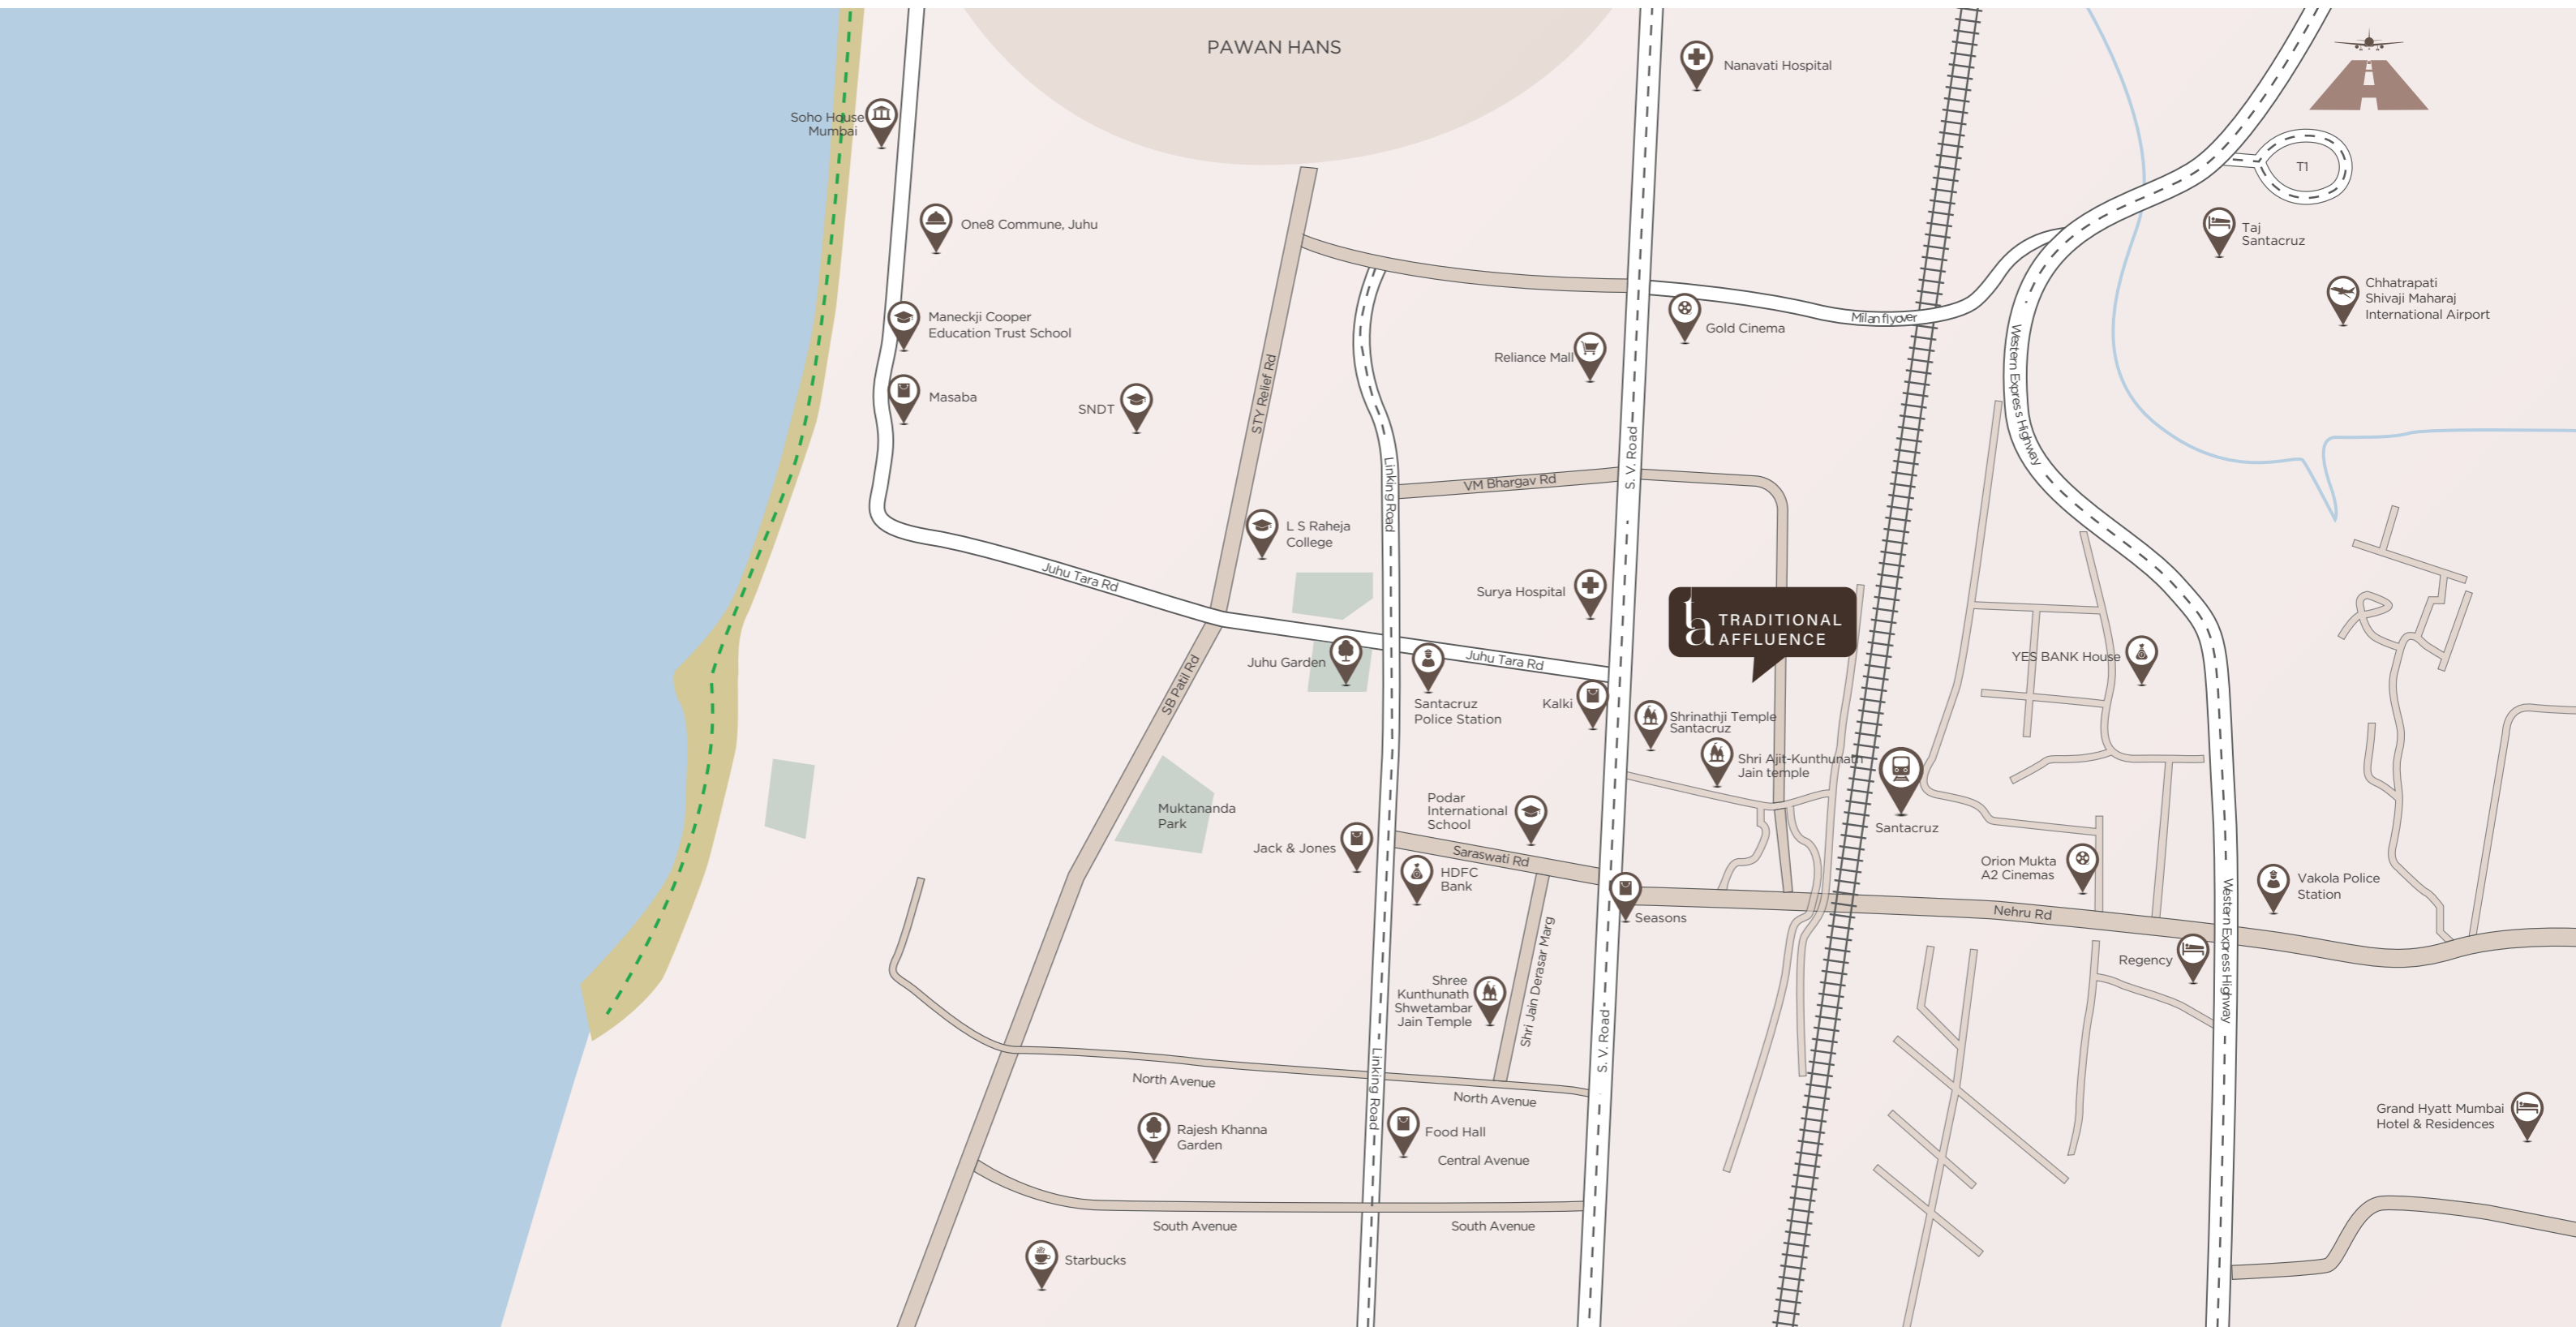 PAWAN HANS
Nanavati Hospital
Soho House
Mumbai
T1
One8 Commune, Juhu
Taj
Santacruz
Chhatrapati
Shivaji Maharaj
International Airport
Maneckji Cooper
Education Trust School
Milan flyover
Gold Cinema
Reliance Mall
Western Express Highway
STY Relief Rd
Masaba
SNDT
S. V. Road
Linking Road
VM Bhargav Rd
L S Raheja
College
Juhu Tara Rd
Surya Hospital
ta
TRADITIONAL
AFFLUENCE
Juhu Garden
Juhu Tara Rd
YES BANK House
SB Patil Rd
Santacruz
Police Station
Kalki
Shrinathji Temple
Santacruz
Shri Ajit-Kunthunath
Jain temple
Muktananda
Park
Podar
International
School
Santacruz
Jack & Jones
Saraswati Rd
HDFC
Bank
Orion Mukta
A2 Cinemas
Vakola Police
Station
Seasons
Nehru Rd
Western Express Highway
Regency
Shree
Kunthunath
Shwetambar
Jain Temple
Shri Jain Derasar Marg
S. V. Road
Linking Road
North Avenue
North Avenue
Rajesh Khanna
Garden
Food Hall
Central Avenue
Grand Hyatt Mumbai
Hotel & Residences
South Avenue
South Avenue
Starbucks